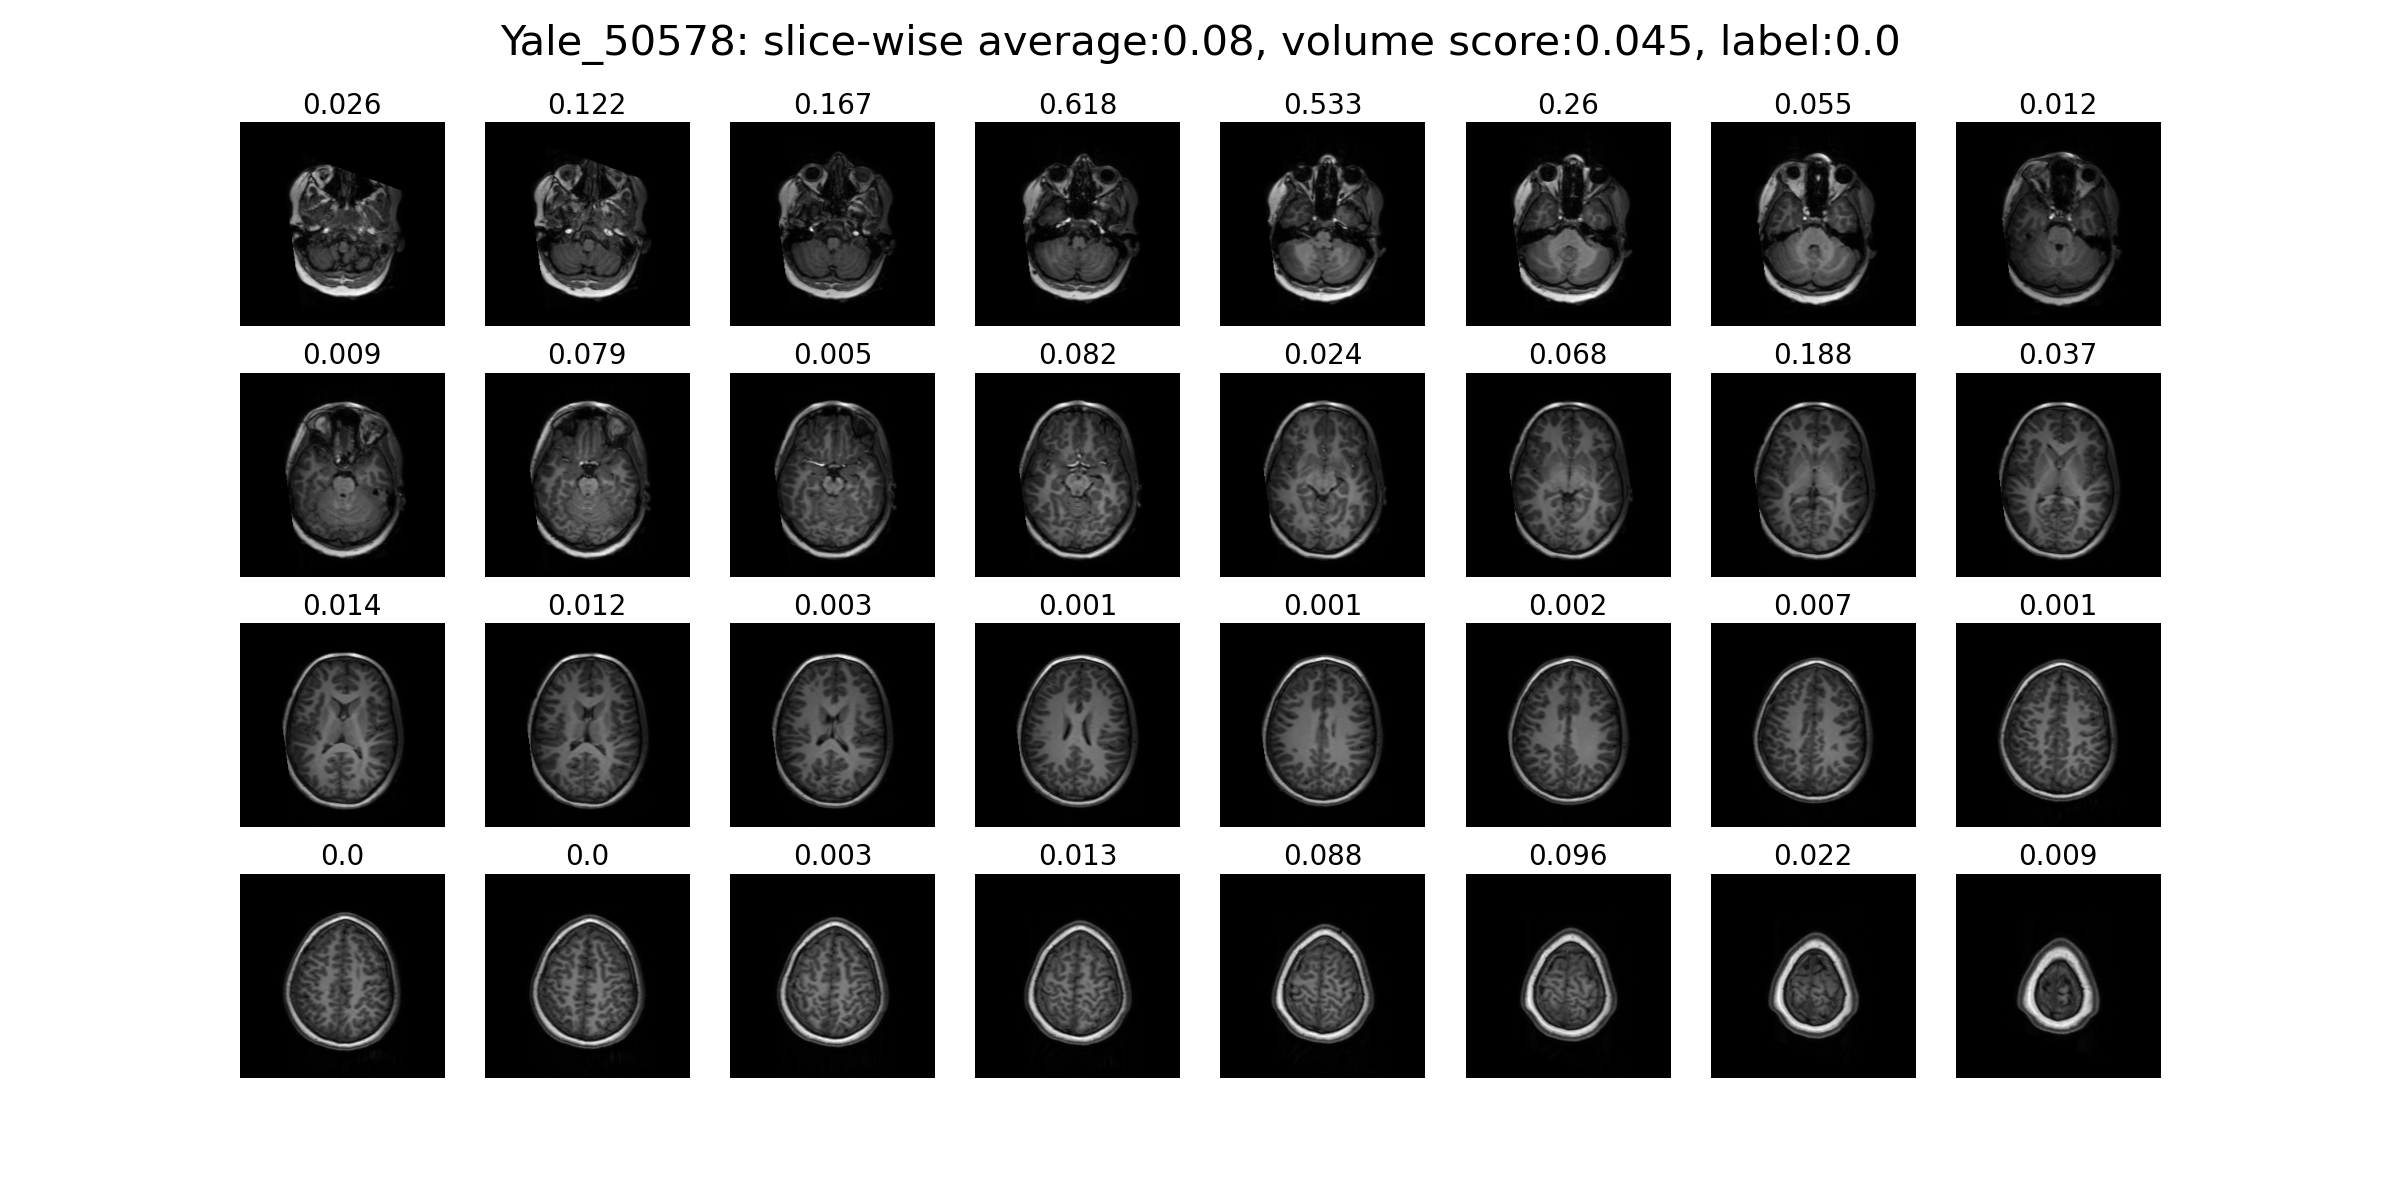 Yale_50578: slice-wise average:0.08, volume score:0.045, label:0.0
0.026 0.122 0.167 0.618 0.533 0.26 0.055 0.012
0.009 0.079 0.005 0.082 0.024 0.068 0.188 0.037
0.014 0.012 0.003 0.001 0.001 0.002 0.007 0.001
0.0 0.0 0.003 0.013 0.088 0.096 0.022 0.009